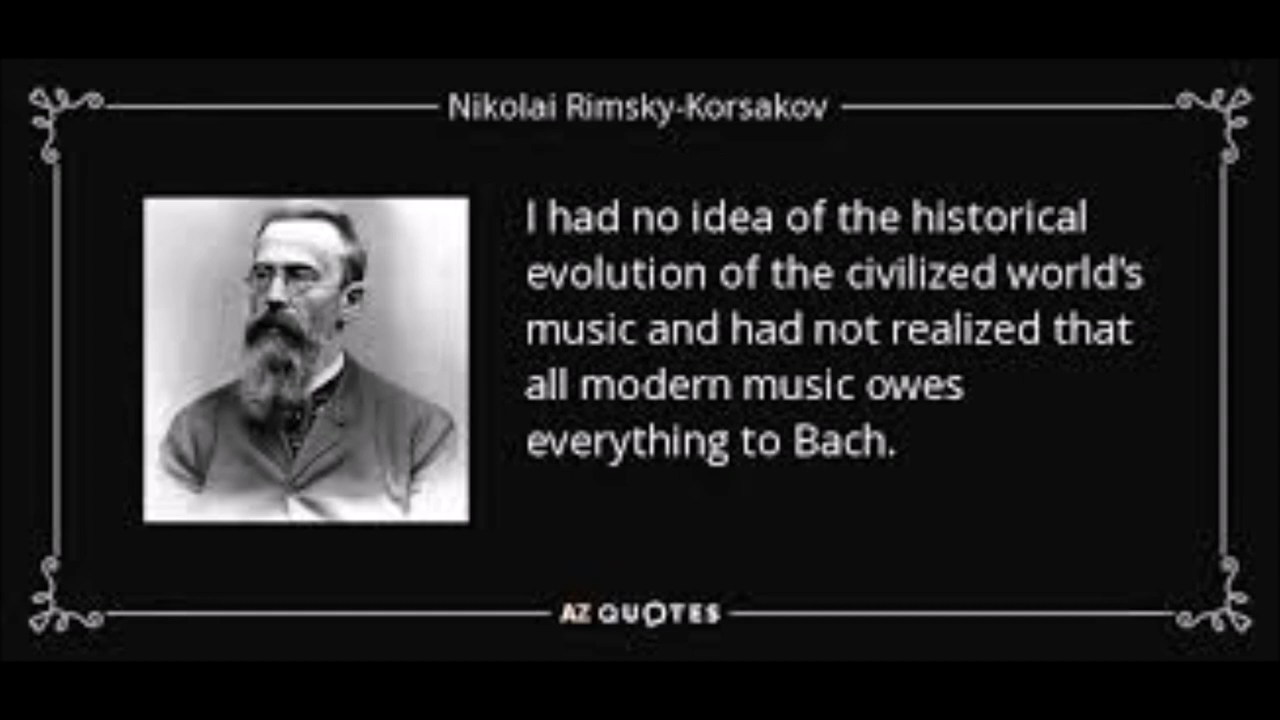 Nikolai Rimsky-Korsakov
I had no idea of the historical
evolution of the civilized world's
music and had not realized that
all modern music owes
everything to Bach.
AZ QUOTES